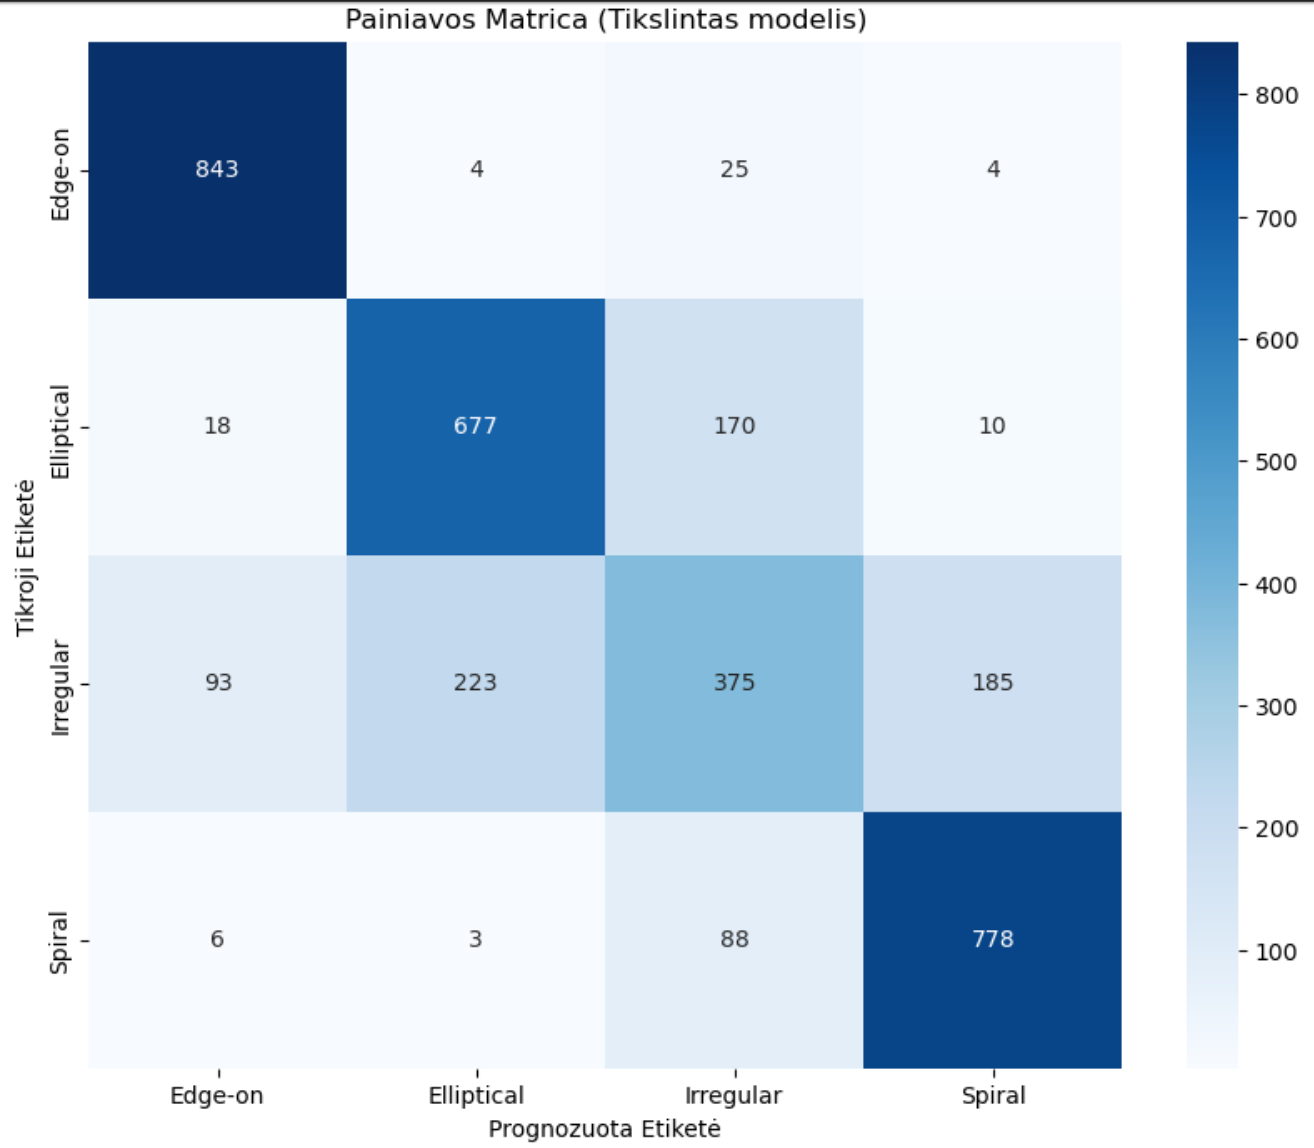 Painiavos Matrica (Tikslintas modelis)
Tikroji Etiketė
Edge-on 843 4 25 4
Elliptical 18 677 170 10
Irregular 93 223 375 185
Spiral 6 3 88 778
Edge-on Elliptical Irregular Spiral
Prognozuota Etiketė
800
700
600
500
400
300
200
100